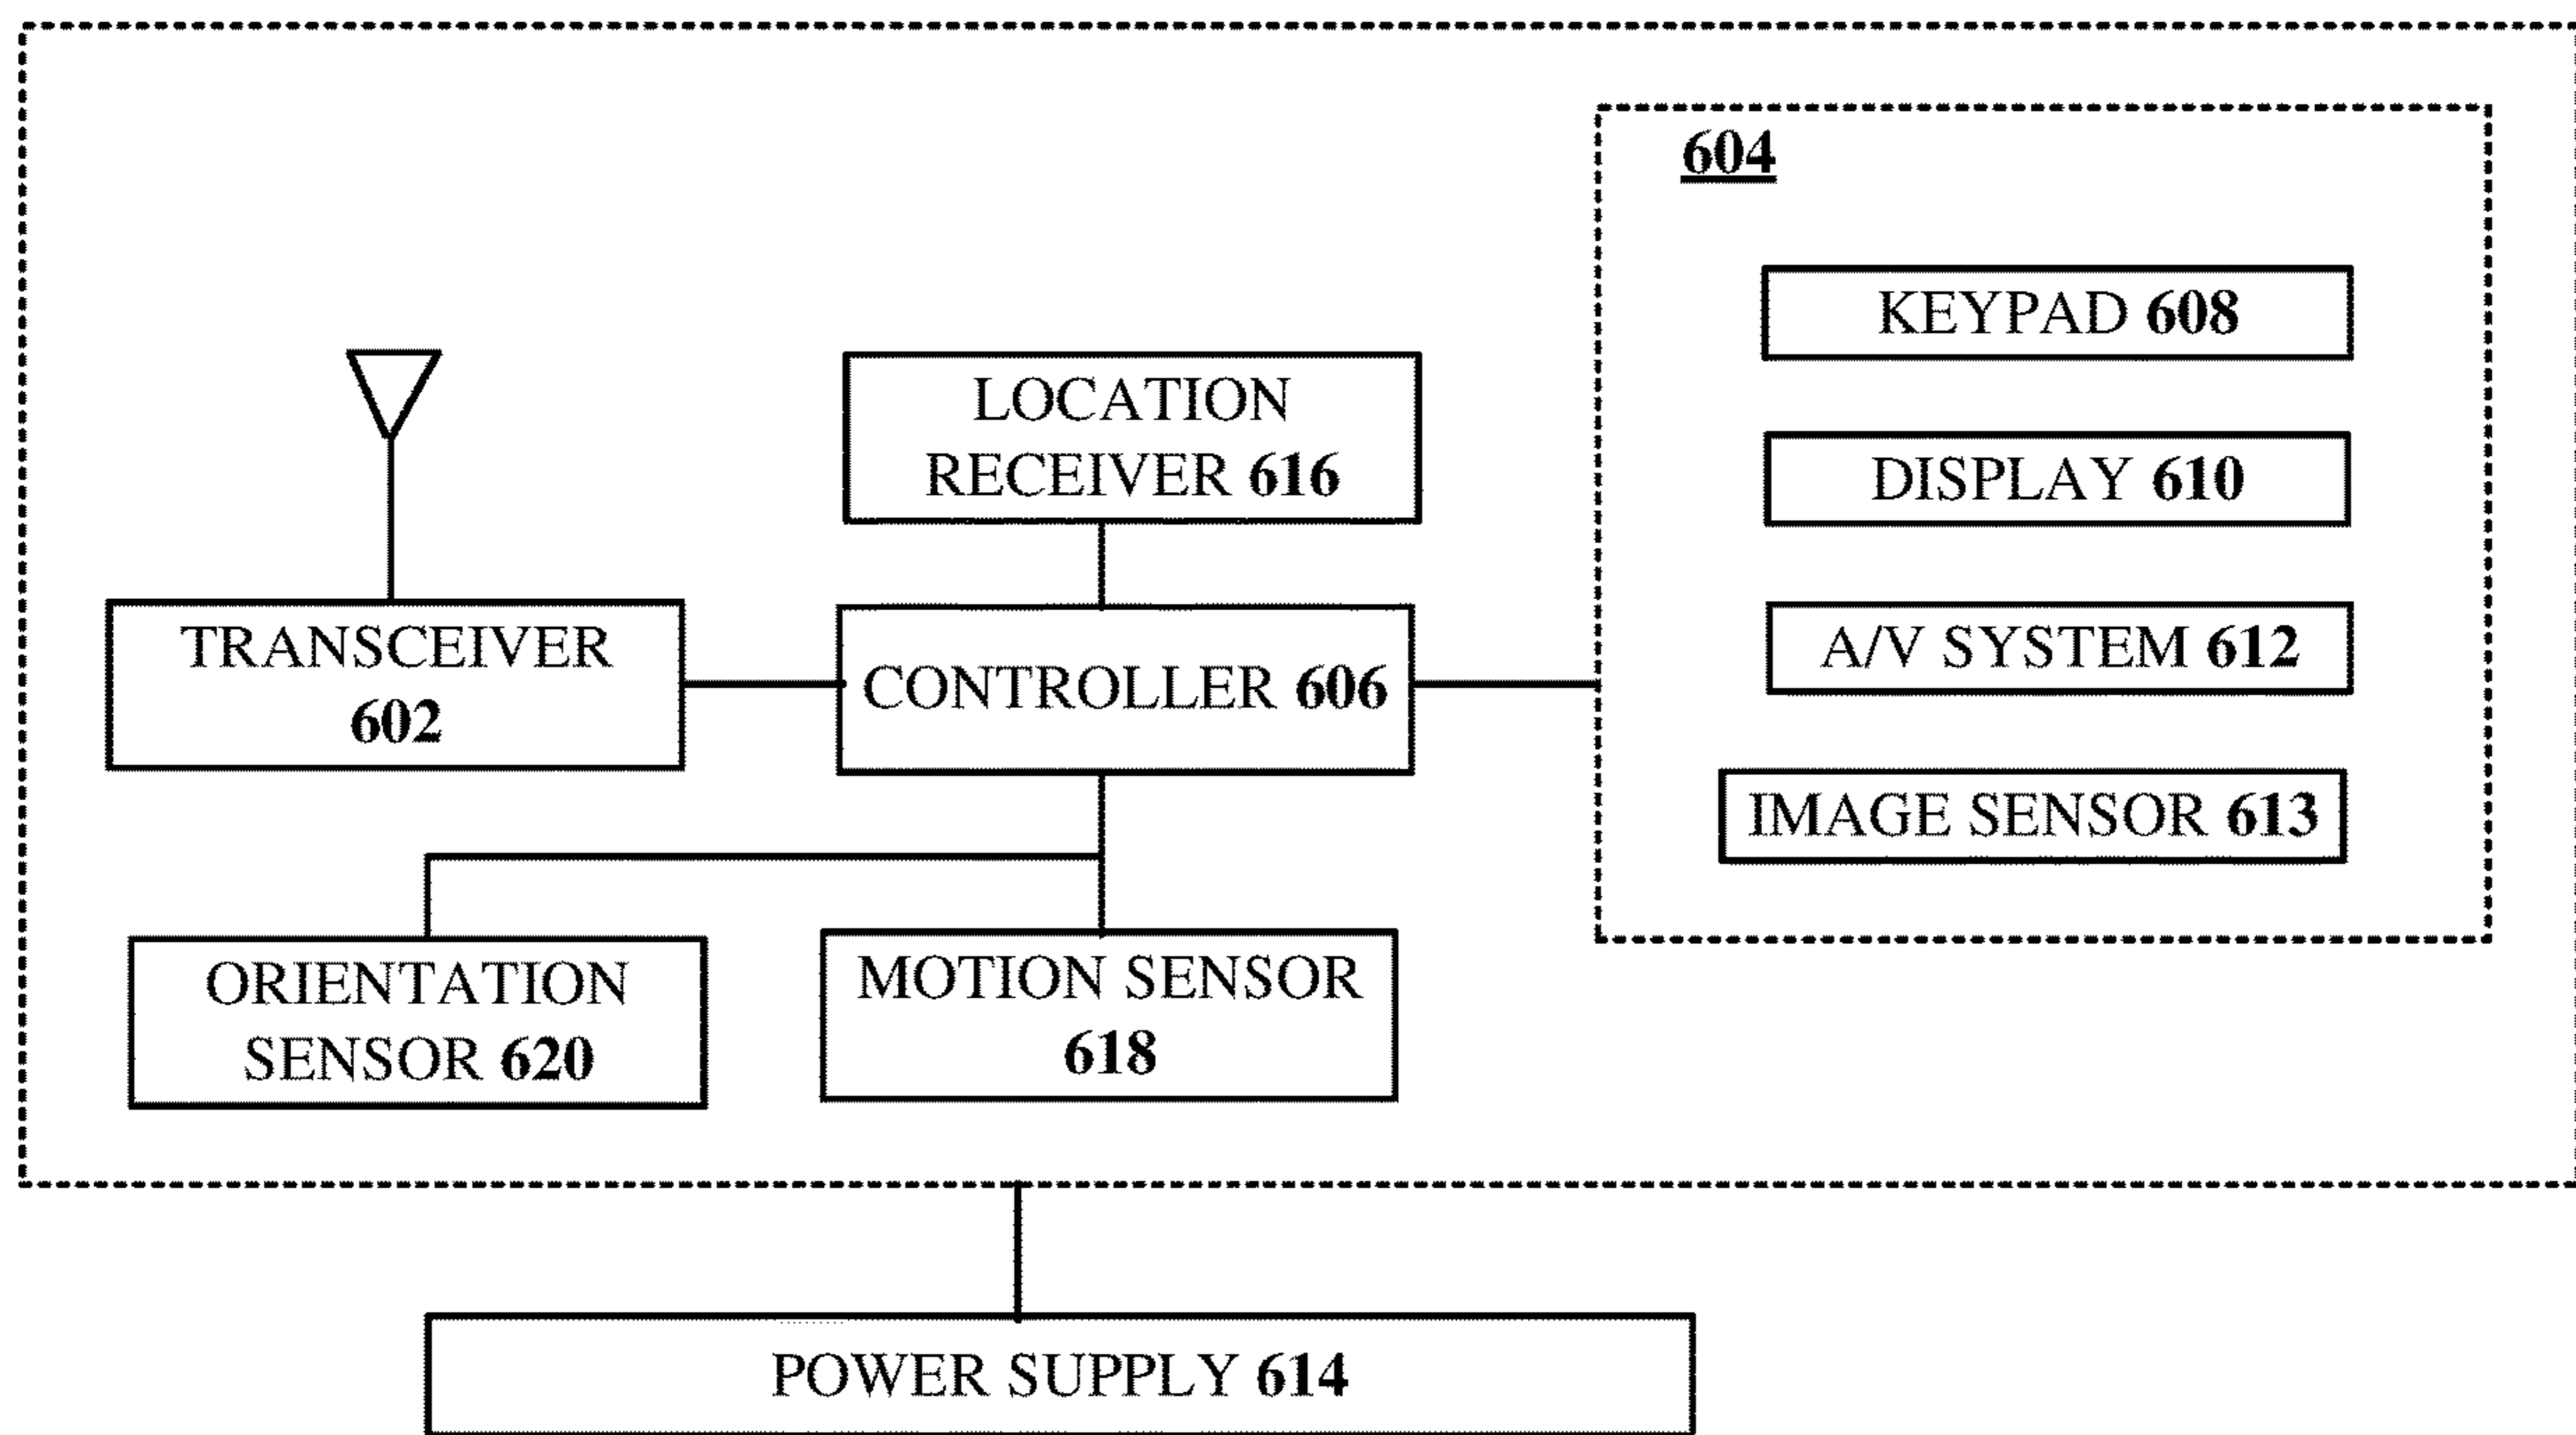 604
KEYPAD 608
DISPLAY 610
A/V SYSTEM 612
IMAGE SENSOR 613
LOCATION
RECEIVER 616
TRANSCEIVER
602
CONTROLLER 606
ORIENTATION
SENSOR 620
MOTION SENSOR
618
POWER SUPPLY 614